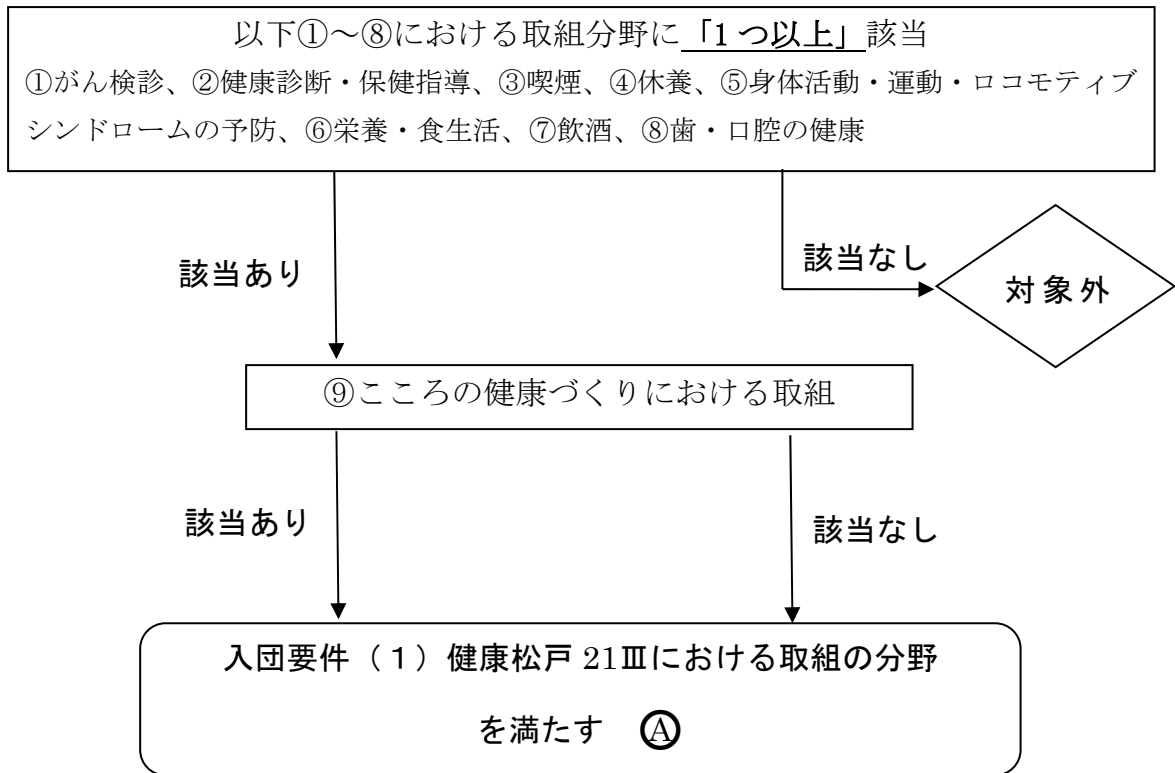 以下①～⑧における取組分野に「1つ以上」該当
①がん検診、②健康診断・保健指導、③喫煙、④休養、⑤身体活動・運動・ロコモティブ
シンドロームの予防、⑥栄養・食生活、⑦飲酒、⑧歯・口腔の健康
該当あり
該当なし
対象外
⑨こころの健康づくりにおける取組
該当あり
該当なし
入団要件（１）健康松戸 21Ⅲにおける取組の分野
を満たす Ⓐ